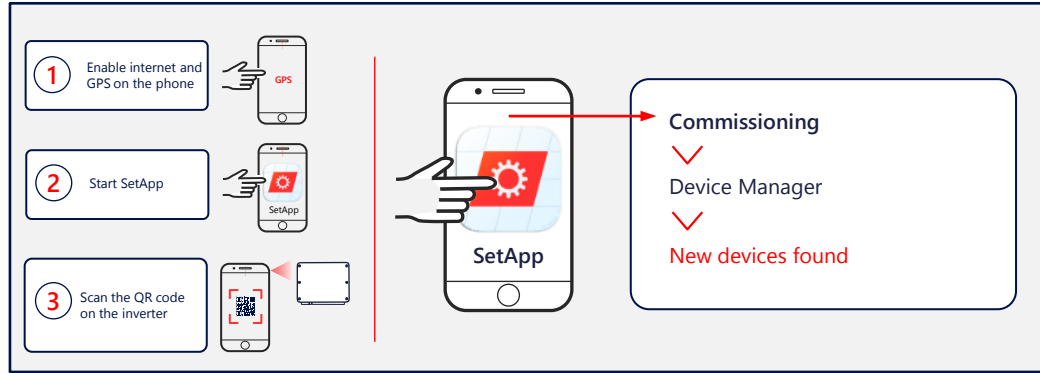 1
Enable internet and
GPS on the phone
GPS
2
Start SetApp
SetApp
3
Scan the QR code
on the inverter
SetApp
Commissioning
Device Manager
New devices found